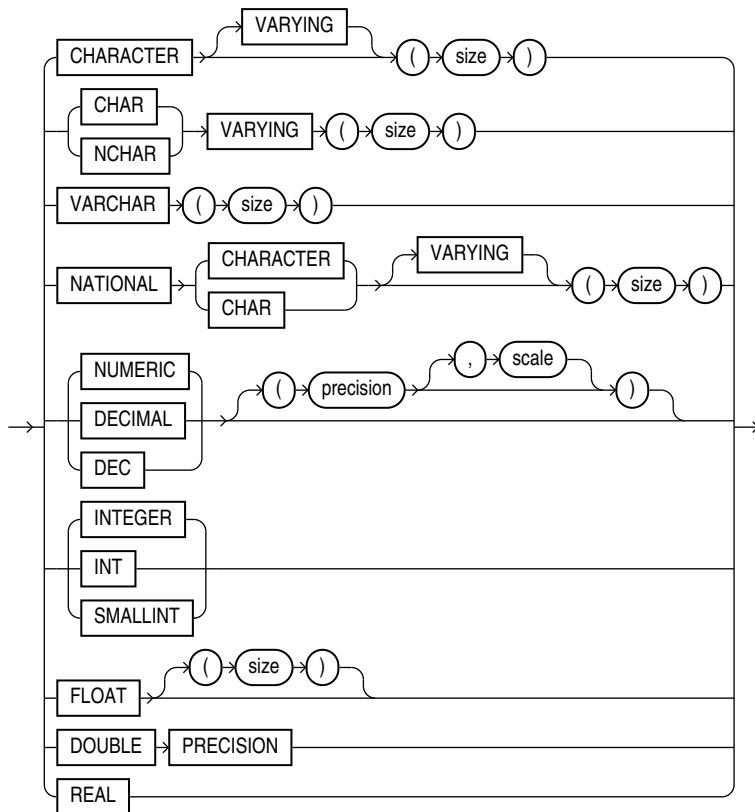 VARYING
CHARACTER ( size )
CHAR
VARYING ( size )
NCHAR
VARCHAR ( size )
CHARACTER VARYING
NATIONAL ( size )
CHAR
NUMERIC , scale
( precision )
DECIMAL
DEC
INTEGER
INT
SMALLINT
( size )
FLOAT
DOUBLE PRECISION
REAL